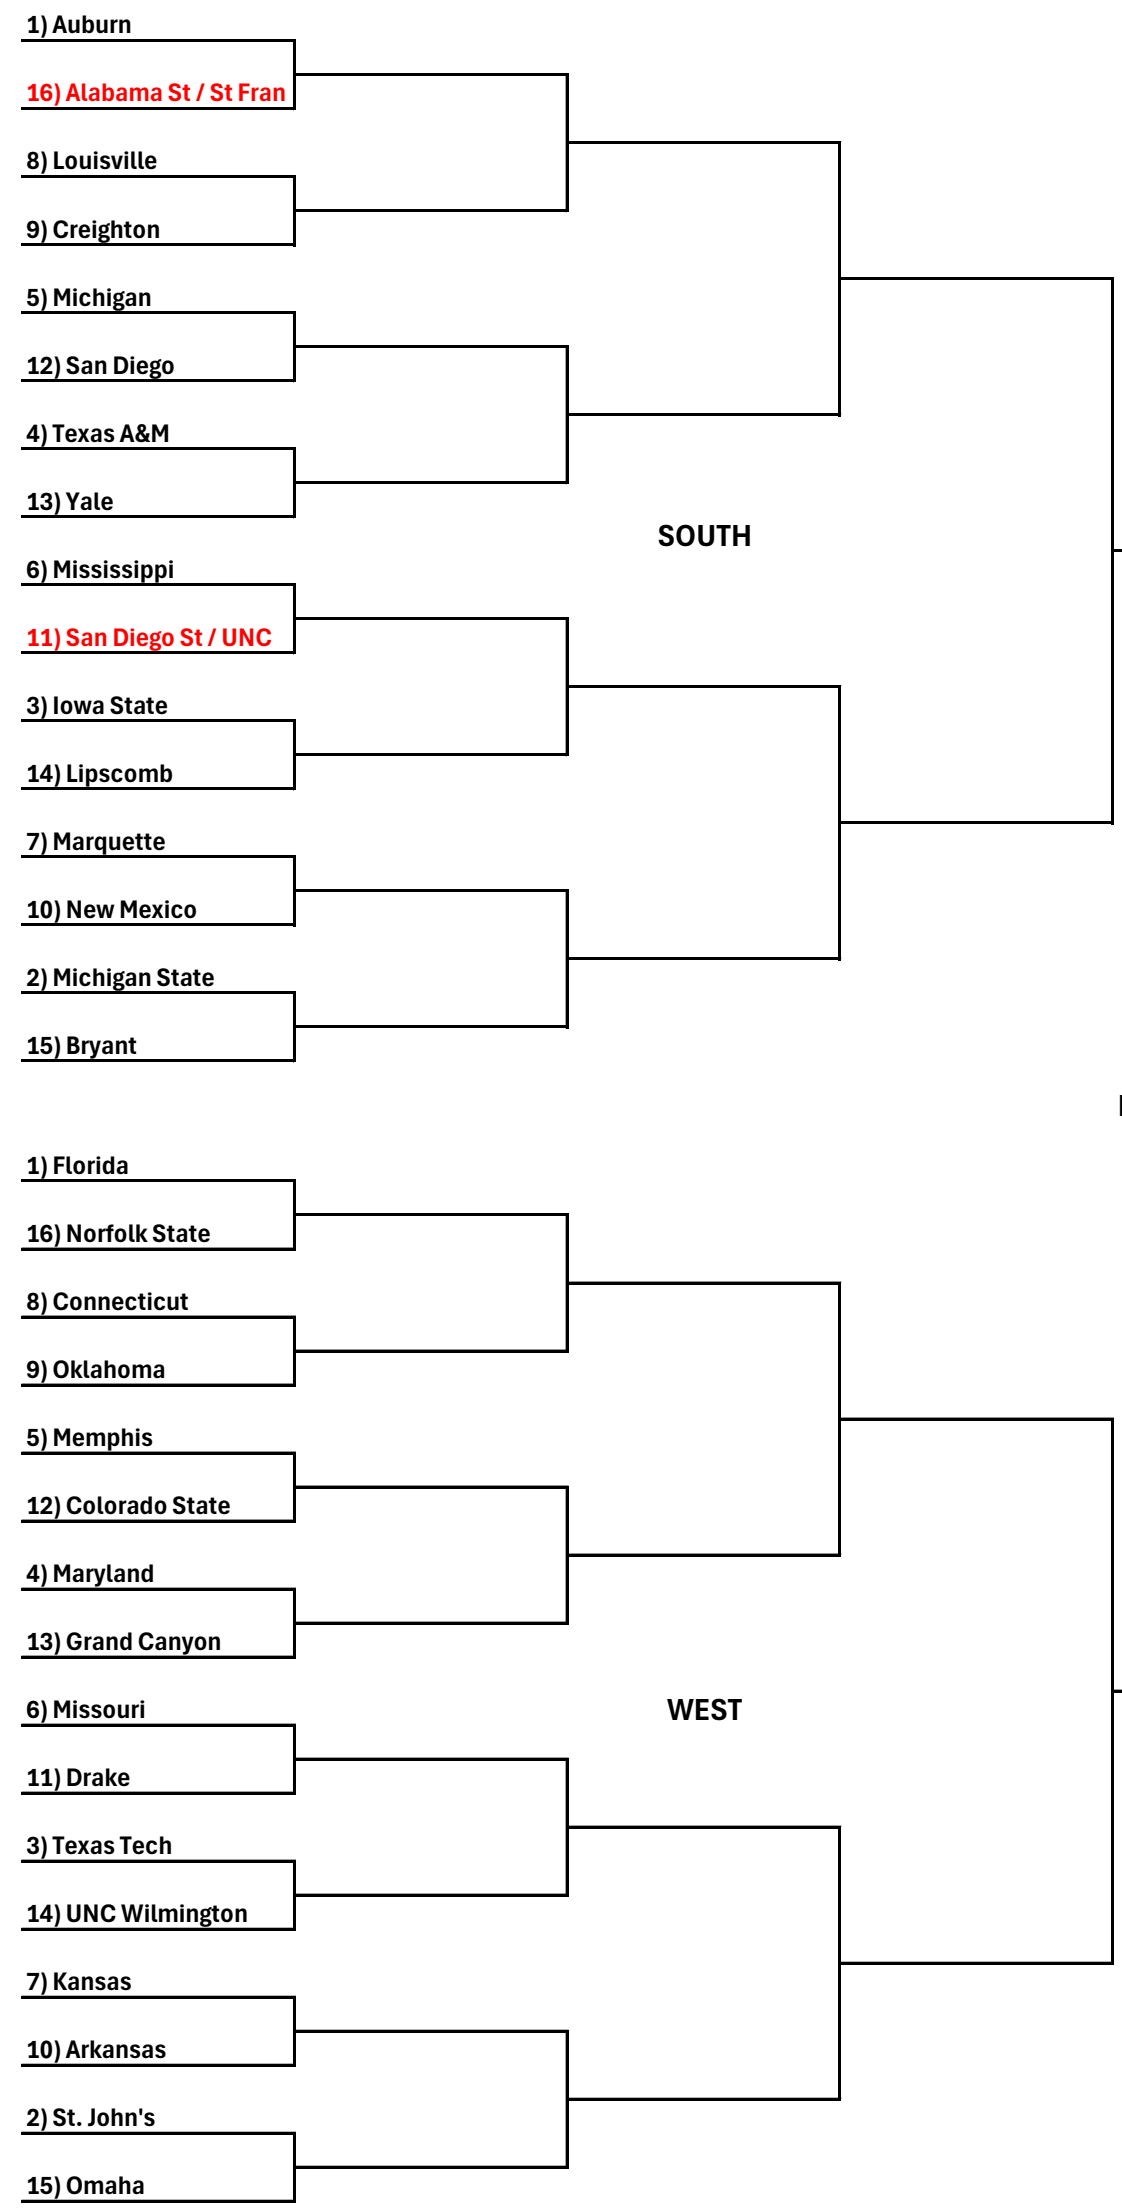 1) Auburn
16) Alabama St / St Fran
8) Louisville
9) Creighton
5) Michigan
12) San Diego
4) Texas A&M
13) Yale
SOUTH
6) Mississippi
11) San Diego St / UNC
3) Iowa State
14) Lipscomb
7) Marquette
10) New Mexico
2) Michigan State
15) Bryant
1) Florida
16) Norfolk State
8) Connecticut
9) Oklahoma
5) Memphis
12) Colorado State
4) Maryland
13) Grand Canyon
6) Missouri
WEST
11) Drake
3) Texas Tech
14) UNC Wilmington
7) Kansas
10) Arkansas
2) St. John's
15) Omaha